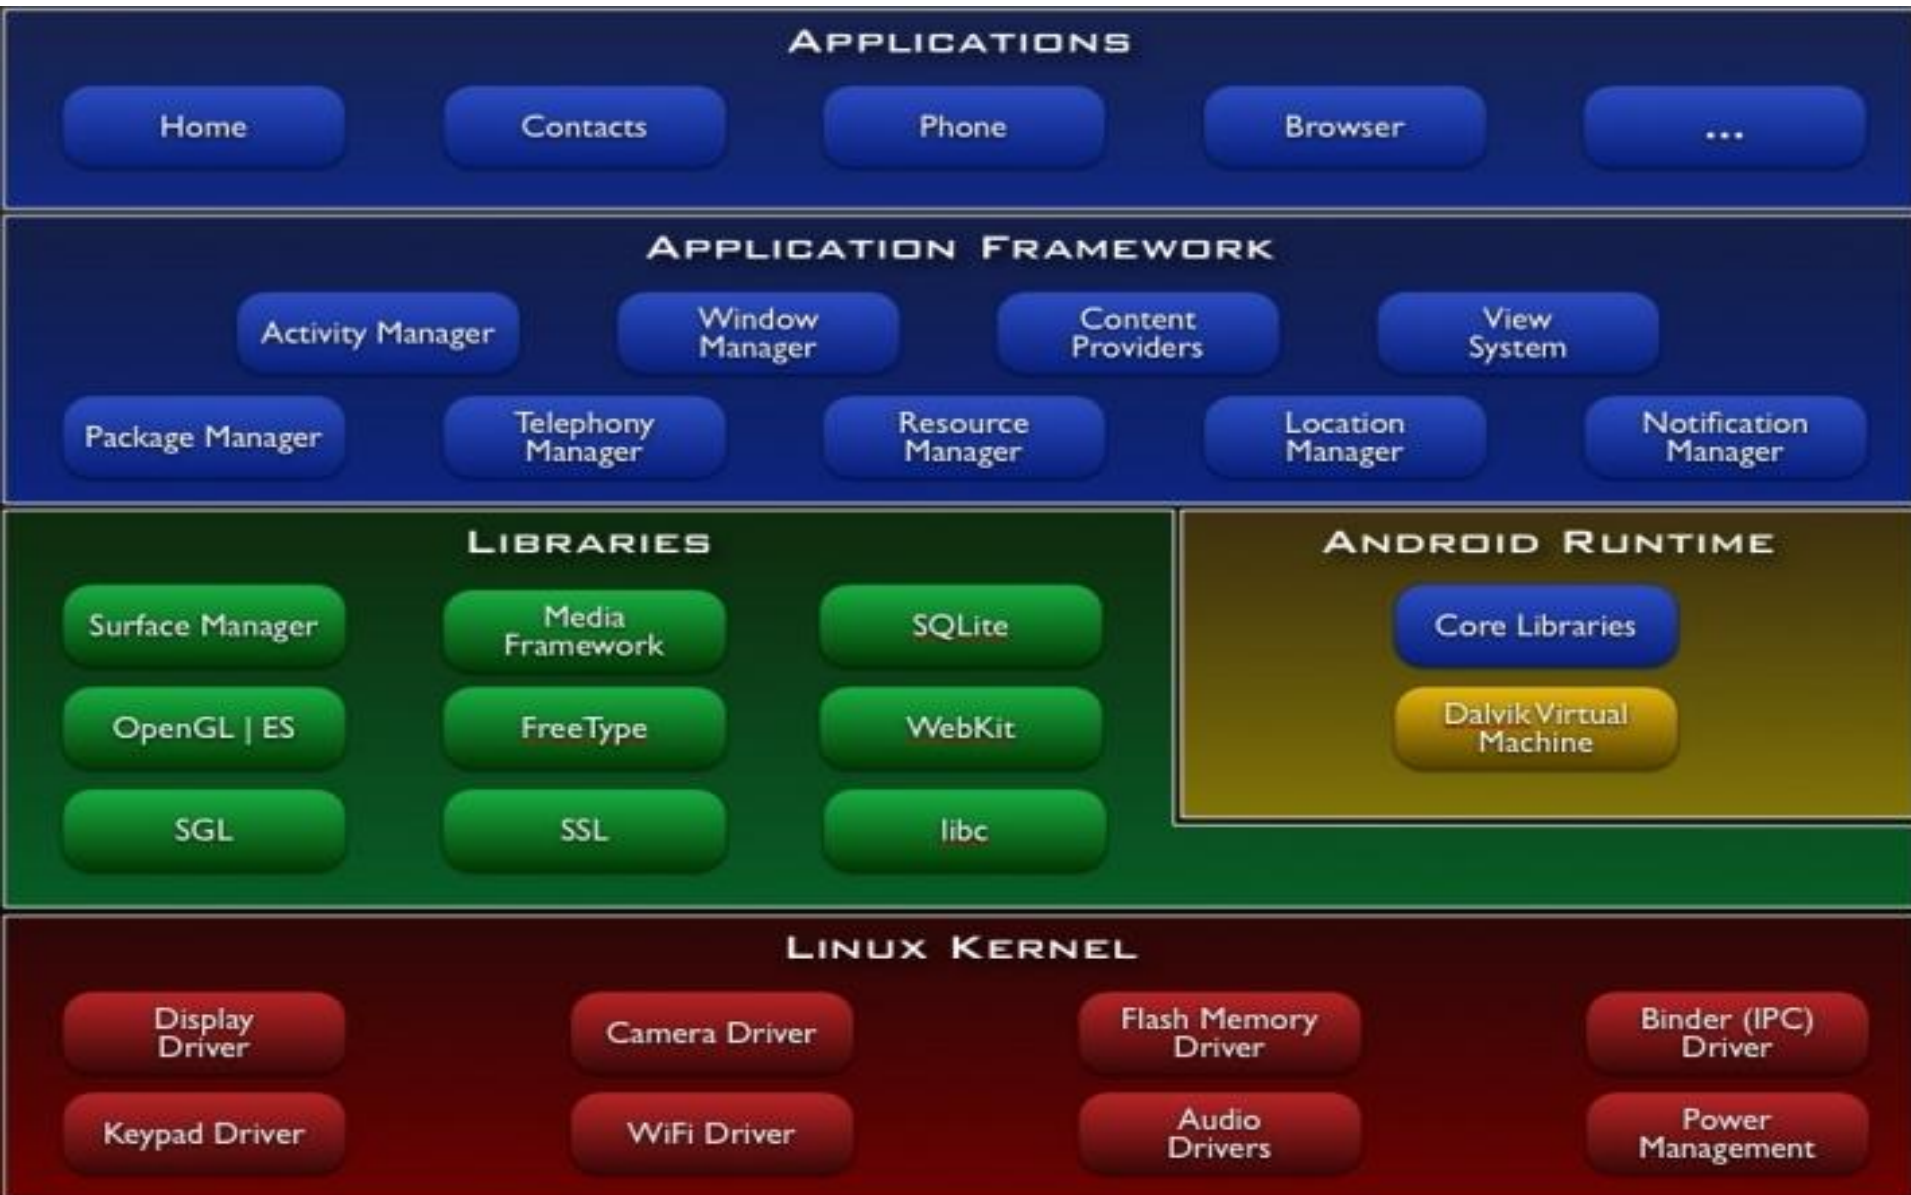 APPLICATIONS
Home
Contacts
Phone
Browser
...
APPLICATION FRAMEWORK
Activity Manager
Window
Manager
Content
Providers
View
System
Package Manager
Telephony
Manager
Resource
Manager
Location
Manager
Notification
Manager
LIBRARIES
Surface Manager
Media
Framework
SQLite
OpenGL | ES
FreeType
WebKit
SGL
SSL
libc
ANDROID RUNTIME
Core Libraries
Dalvik Virtual
Machine
LINUX KERNEL
Display
Driver
Camera Driver
Flash Memory
Driver
Binder (IPC)
Driver
Keypad Driver
WiFi Driver
Audio
Drivers
Power
Management